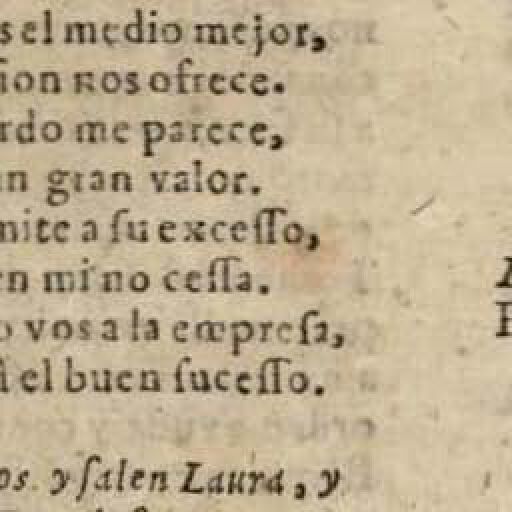 s el medio mejor,
ion nos ofrece.
rdo me parece,
n gran valor.
mite a ſu exceſſo,
en mi no ceſſa.
o vos a la empreſa,
el buen ſuceſſo.
os. y ſalen Laura, y